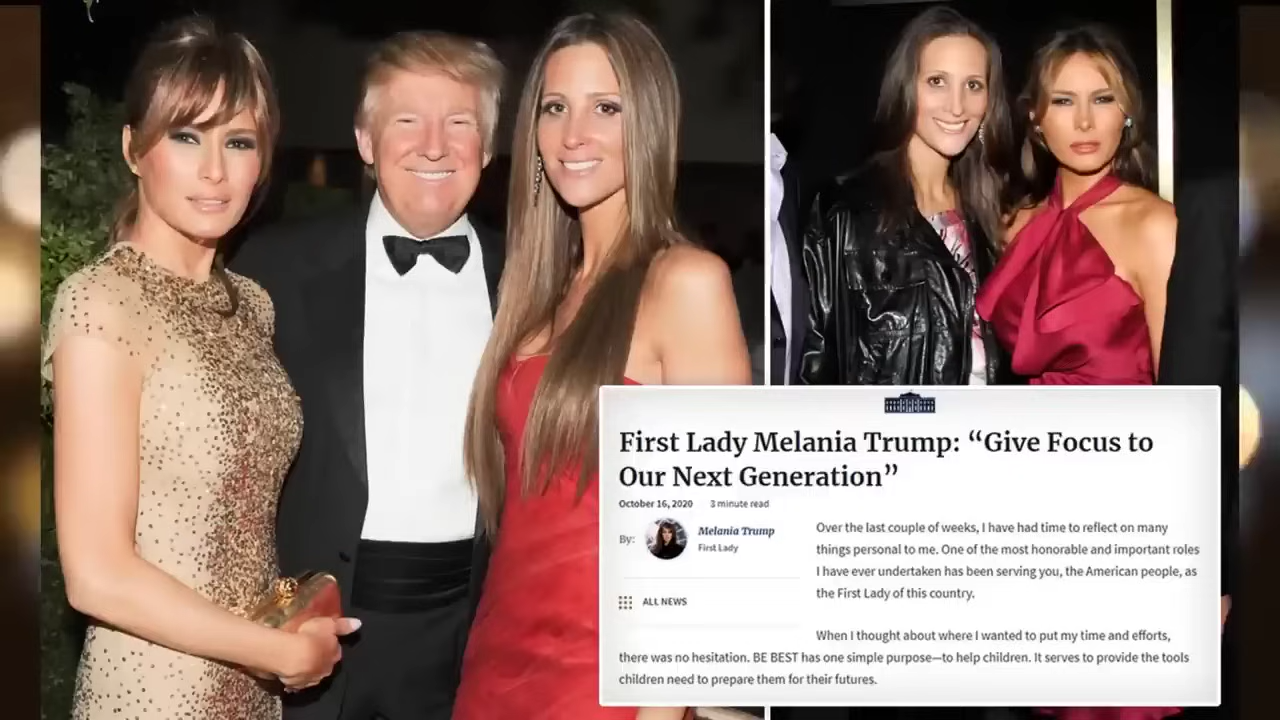 First Lady Melania Trump: “Give Focus to
Our Next Generation”
October 16, 2020 3 minute read
By: Melania Trump
First Lady
ALL NEWS
Over the last couple of weeks, I have had time to reflect on many
things personal to me. One of the most honorable and important roles
I have ever undertaken has been serving you, the American people, as
the First Lady of this country.
When I thought about where I wanted to put my time and efforts,
there was no hesitation. BE BEST has one simple purpose—to help children. It serves to provide the tools
children need to prepare them for their futures.